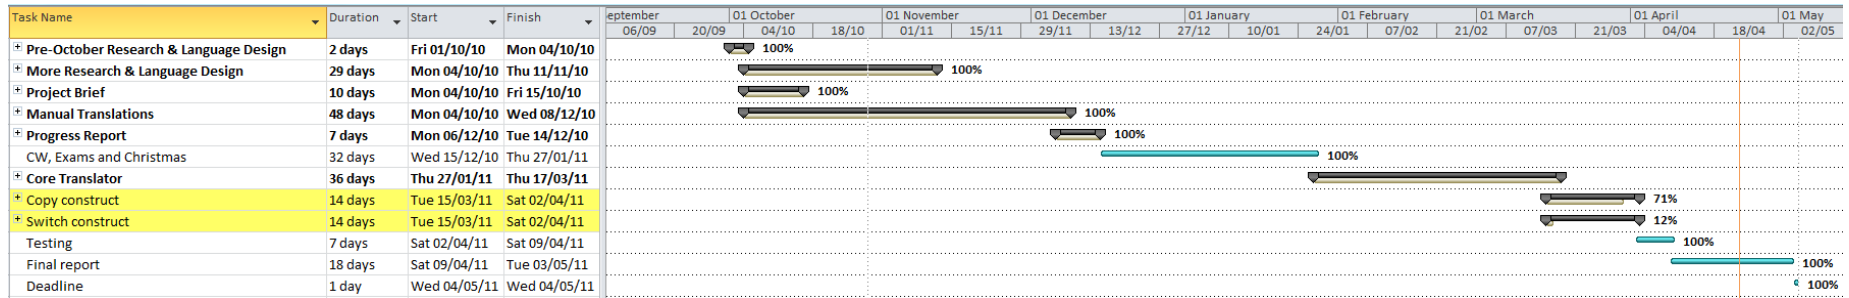 Task Name Duration Start Finish eptember 01 October 01 November 01 December 01 January 01 February 01 March 01 April 01 May
06/09 20/09 04/10 18/10 01/11 15/11 29/11 13/12 27/12 10/01 24/01 07/02 21/02 07/03 21/03 04/04 18/04 02/05
Pre-October Research & Language Design 2 days Fri 01/10/10 Mon 04/10/10 100%
More Research & Language Design 29 days Mon 04/10/10 Thu 11/11/10 100%
Project Brief 10 days Mon 04/10/10 Fri 15/10/10 100%
Manual Translations 48 days Mon 04/10/10 Wed 08/12/10 100%
Progress Report 7 days Mon 06/12/10 Tue 14/12/10 100%
CW, Exams and Christmas 32 days Wed 15/12/10 Thu 27/01/11 100%
Core Translator 36 days Thu 27/01/11 Thu 17/03/11
Copy construct 14 days Tue 15/03/11 Sat 02/04/11 71%
Switch construct 14 days Tue 15/03/11 Sat 02/04/11 12%
Testing 7 days Sat 02/04/11 Sat 09/04/11 100%
Final report 18 days Sat 09/04/11 Tue 03/05/11 100%
Deadline 1 day Wed 04/05/11 Wed 04/05/11 100%